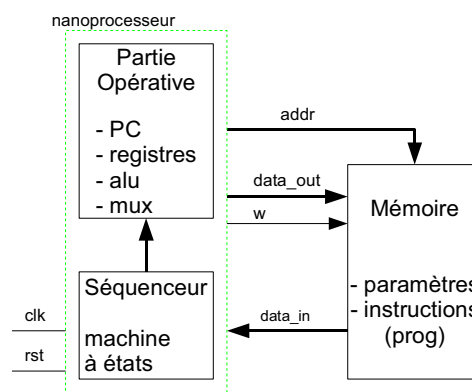 nanoprocesseur
Partie
Opérative
- PC
- registres
- alu
- mux
addr
data_out
w
Mémoire
- paramètres
- instructions
(prog)
Séquenceur
machine
à états
data_in
clk
rst